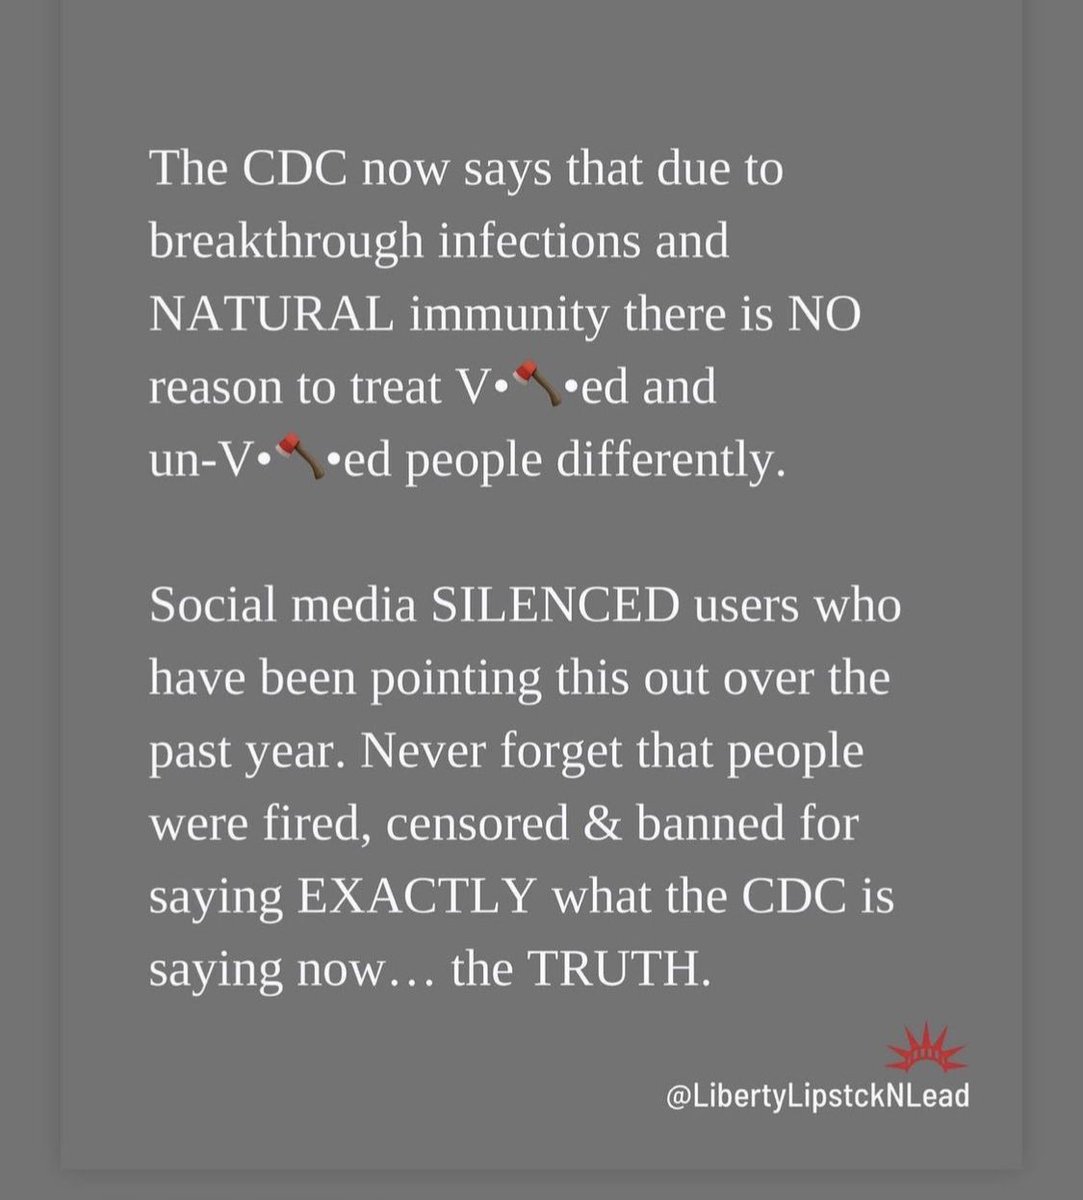 The CDC now says that due to
breakthrough infections and
NATURAL immunity there is NO
reason to treat V•🪓•ed and
un-V•🪓•ed people differently.
Social media SILENCED users who
have been pointing this out over the
past year. Never forget that people
were fired, censored & banned for
saying EXACTLY what the CDC is
saying now… the TRUTH.
@LibertyLipstckNLead